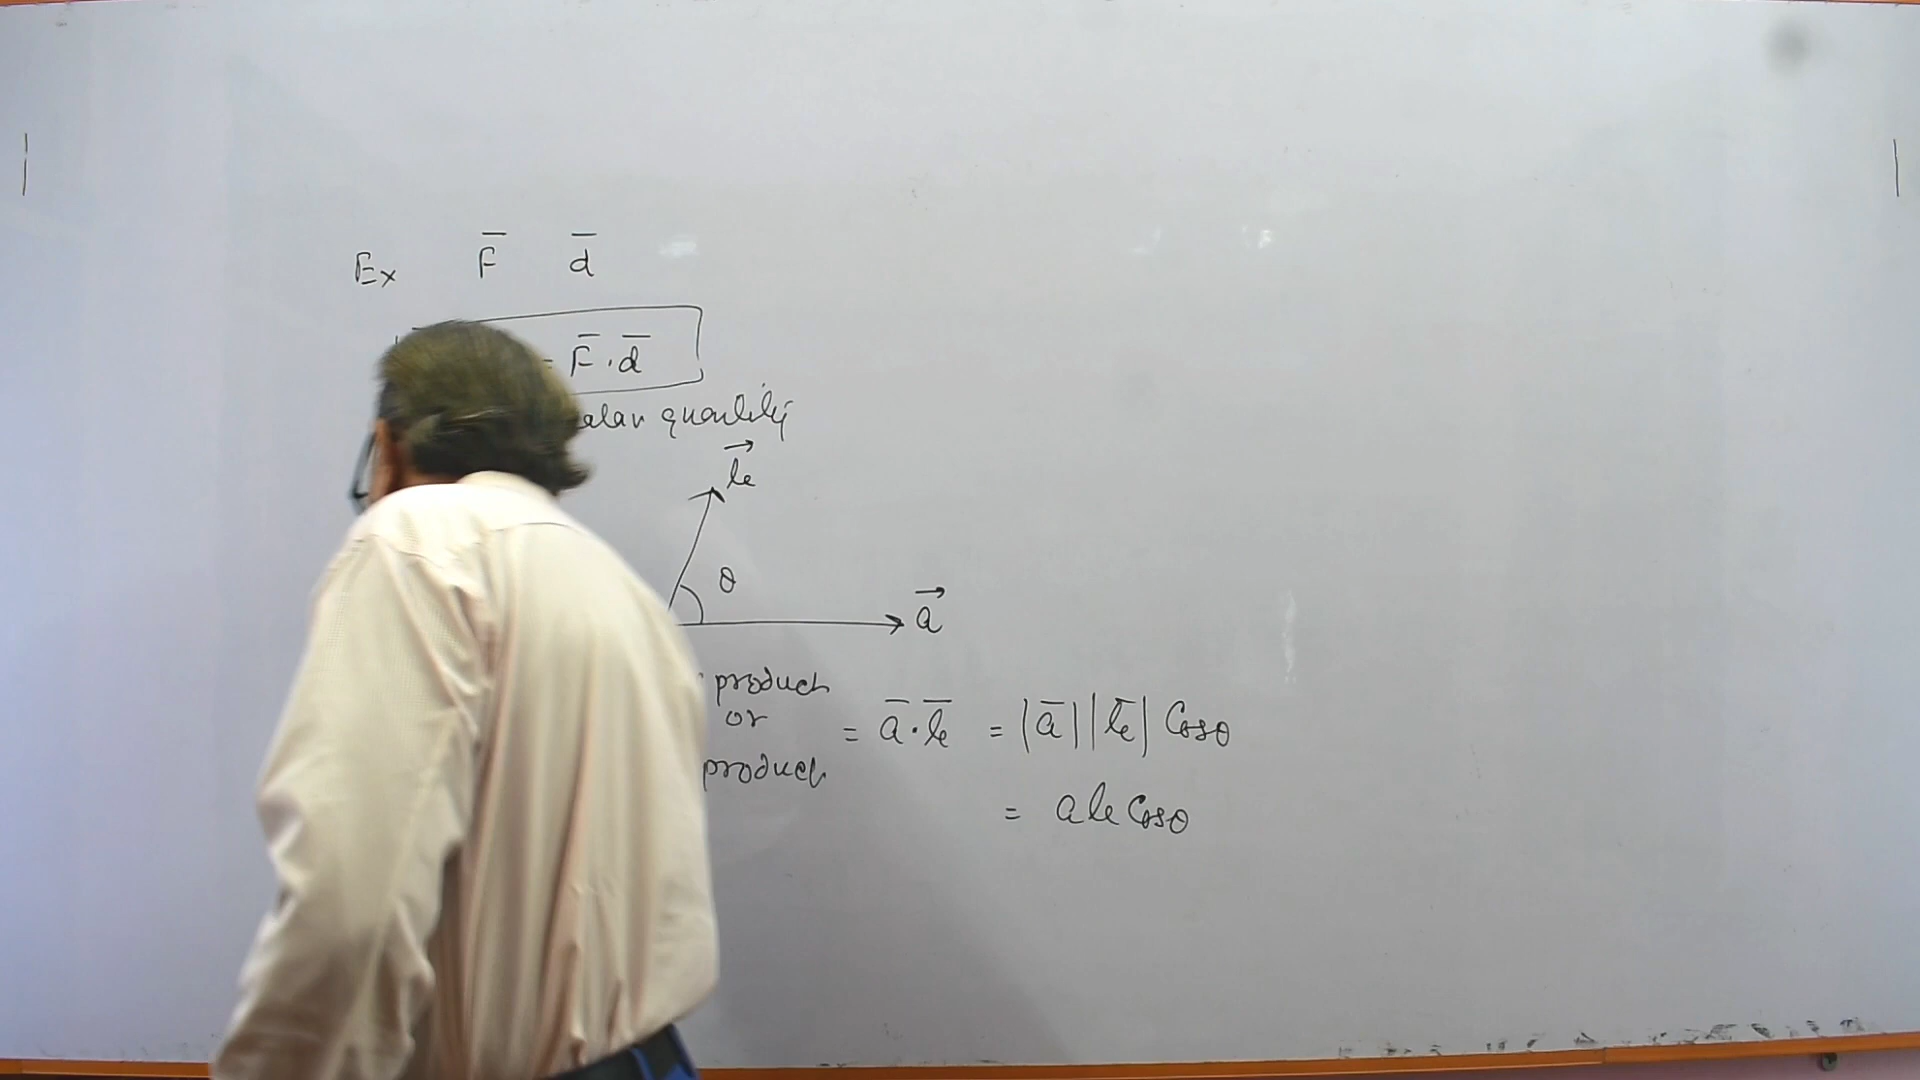 Ex F̅ d̅
= F̅ · d̅
alar quantity
b⃗
θ
a⃗
product
or
= a̅ · b̅ = |a̅| |b̅| Cosθ
product
= ab Cosθ